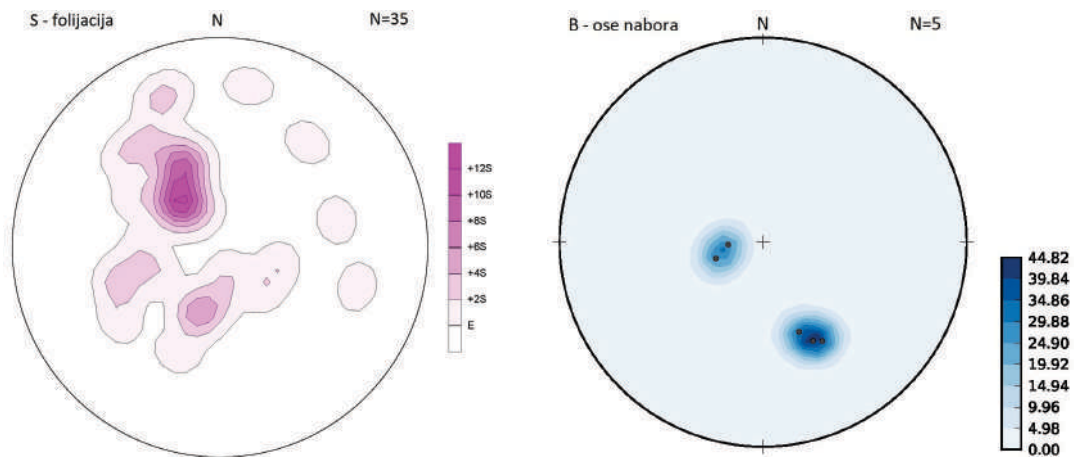 S - folijacija
N
N=35
+12S
+10S
+8S
+6S
+4S
+2S
E
B - ose nabora
N
N=5
44.82
39.84
34.86
29.88
24.90
19.92
14.94
9.96
4.98
0.00